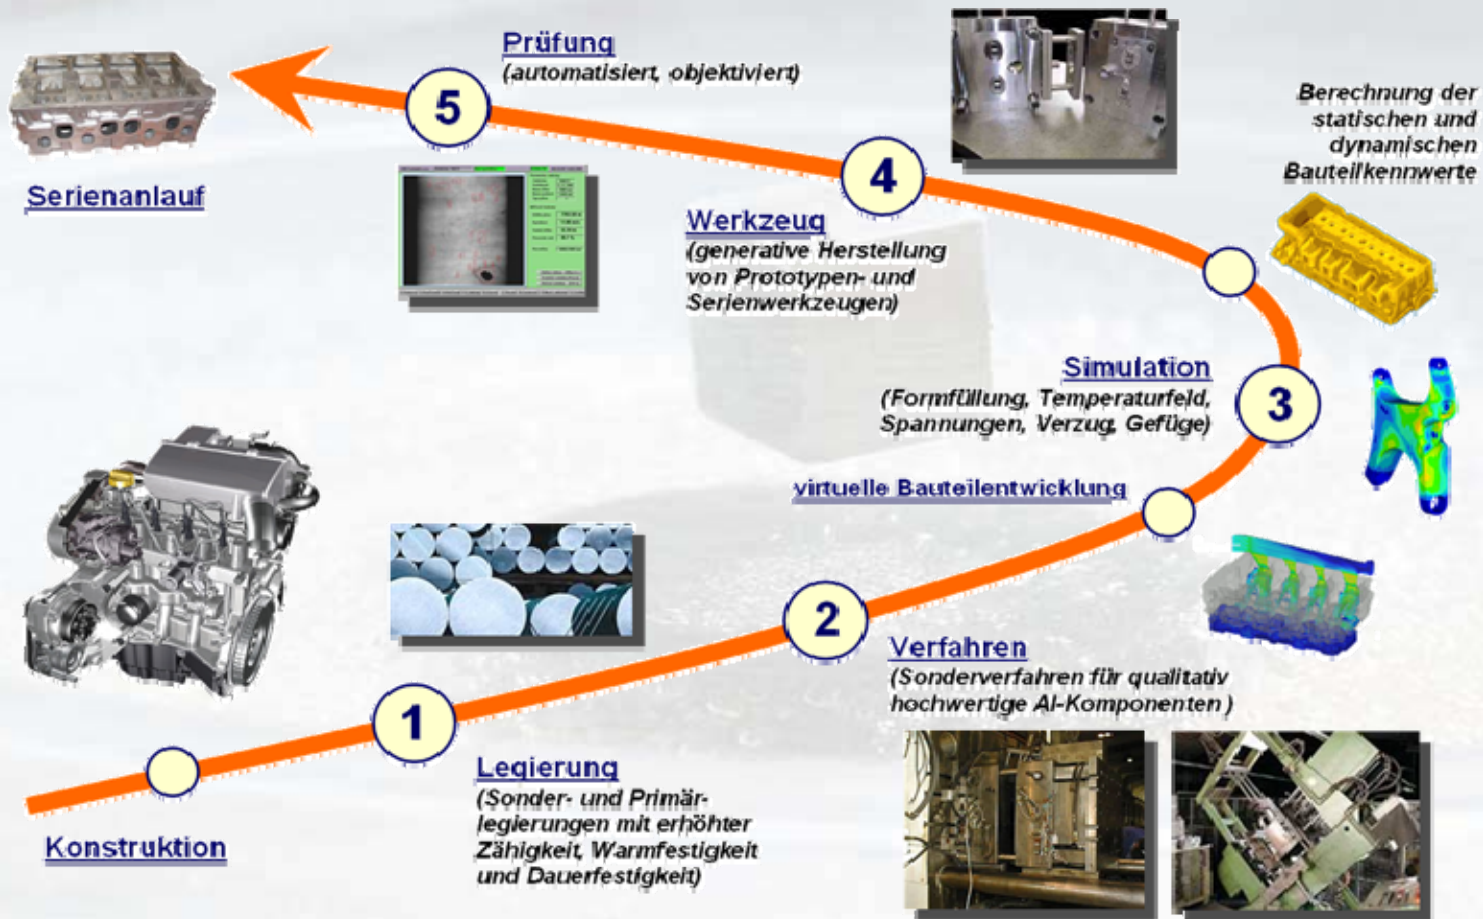 Prüfung
(automatisiert, objektiviert)
5
Serienanlauf
4
Werkzeug
(generative Herstellung
von Prototypen- und
Serienwerkzeugen)
Berechnung der
statischen und
dynamischen
Bauteilkennwerte
Simulation
(Formfüllung, Temperaturfeld,
Spannungen, Verzug, Gefüge)
3
virtuelle Bauteilentwicklung
2
Verfahren
(Sonderverfahren für qualitativ
hochwertige Al-Komponenten)
1
Legierung
(Sonder- und Primär-
legierungen mit erhöhter
Zähigkeit, Warmfestigkeit
und Dauerfestigkeit)
Konstruktion